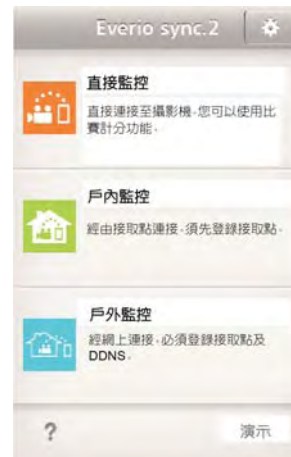 Everio sync.2
直接監控
直接連接至攝影機·您可以使用比
賽計分功能·
戶內監控
經由接取點連接·須先登錄接取點·
戶外監控
經網上連接·必須登錄接取點及
DDNS·
?
演示